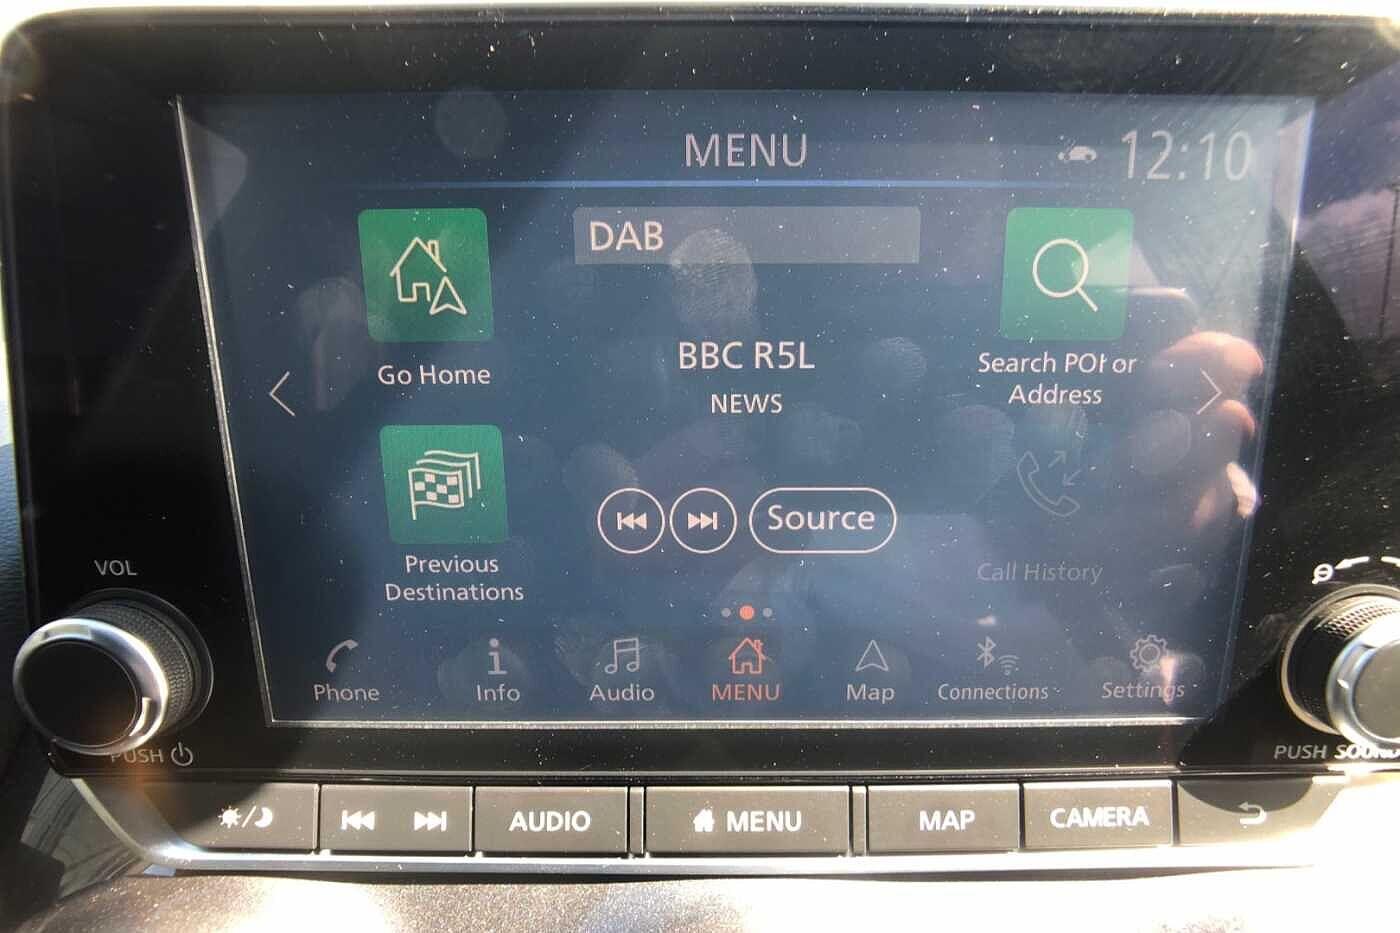 MENU
12:10
DAB
Go Home
BBC R5L
NEWS
Search POI or
Address
Previous
Destinations
Source
Call History
Phone
Info
Audio
MENU
Map
Connections
Settings
VOL
PUSH
PUSH
AUDIO
MENU
MAP
CAMERA